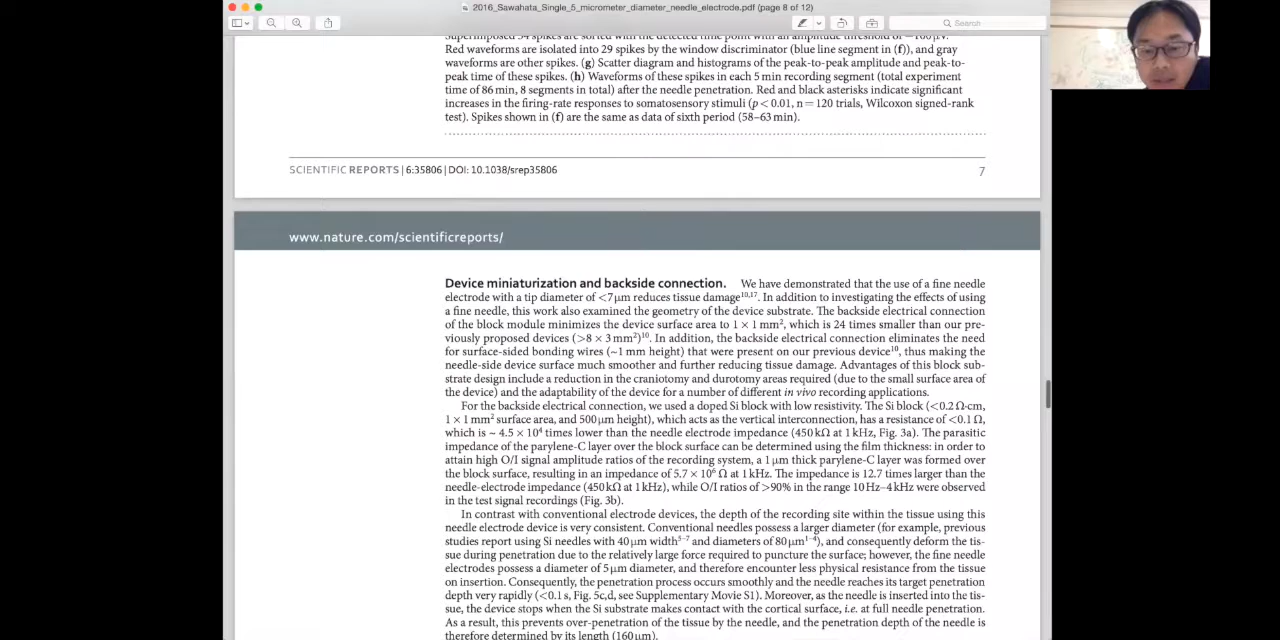 2016_Sawahata_Single_5_micrometer_diameter_needle_electrode.pdf (page 8 of 12)
Search
Superimposed 54 spikes are sorted with the detected time point with an amplitude threshold of −100 μV.
Red waveforms are isolated into 29 spikes by the window discriminator (blue line segment in (f)), and gray
waveforms are other spikes. (g) Scatter diagram and histograms of the peak-to-peak amplitude and peak-to-
peak time of these spikes. (h) Waveforms of these spikes in each 5 min recording segment (total experiment
time of 86 min, 8 segments in total) after the needle penetration. Red and black asterisks indicate significant
increases in the firing-rate responses to somatosensory stimuli (p < 0.01, n = 120 trials, Wilcoxon signed-rank
test). Spikes shown in (f) are the same as data of sixth period (58–63 min).
SCIENTIFIC REPORTS | 6:35806 | DOI: 10.1038/srep35806
7
www.nature.com/scientificreports/
Device miniaturization and backside connection. We have demonstrated that the use of a fine needle
electrode with a tip diameter of <7 μm reduces tissue damage10,17. In addition to investigating the effects of using
a fine needle, this work also examined the geometry of the device substrate. The backside electrical connection
of the block module minimizes the device surface area to 1 × 1 mm2, which is 24 times smaller than our pre-
viously proposed devices (>8 × 3 mm2)10. In addition, the backside electrical connection eliminates the need
for surface-sided bonding wires (~1 mm height) that were present on our previous device10, thus making the
needle-side device surface much smoother and further reducing tissue damage. Advantages of this block sub-
strate design include a reduction in the craniotomy and durotomy areas required (due to the small surface area of
the device) and the adaptability of the device for a number of different in vivo recording applications.
For the backside electrical connection, we used a doped Si block with low resistivity. The Si block (<0.2 Ω·cm,
1 × 1 mm2 surface area, and 500 μm height), which acts as the vertical interconnection, has a resistance of <0.1 Ω,
which is ~ 4.5 × 10⁴ times lower than the needle electrode impedance (450 kΩ at 1 kHz, Fig. 3a). The parasitic
impedance of the parylene-C layer over the block surface can be determined using the film thickness: in order to
attain high O/I signal amplitude ratios of the recording system, a 1 μm thick parylene-C layer was formed over
the block surface, resulting in an impedance of 5.7 × 10⁶ Ω at 1 kHz. The impedance is 12.7 times larger than the
needle-electrode impedance (450 kΩ at 1 kHz), while O/I ratios of >90% in the range 10 Hz–4 kHz were observed
in the test signal recordings (Fig. 3b).
In contrast with conventional electrode devices, the depth of the recording site within the tissue using this
needle electrode device is very consistent. Conventional needles possess a larger diameter (for example, previous
studies report using Si needles with 40 μm width5–7 and diameters of 80 μm1–4), and consequently deform the tis-
sue during penetration due to the relatively large force required to puncture the surface; however, the fine needle
electrodes possess a diameter of 5 μm diameter, and therefore encounter less physical resistance from the tissue
on insertion. Consequently, the penetration process occurs smoothly and the needle reaches its target penetration
depth very rapidly (<0.1 s, Fig. 5c,d, see Supplementary Movie S1). Moreover, as the needle is inserted into the tis-
sue, the device stops when the Si substrate makes contact with the cortical surface, i.e. at full needle penetration.
As a result, this prevents over-penetration of the tissue by the needle, and the penetration depth of the needle is
therefore determined by its length (160 μm).